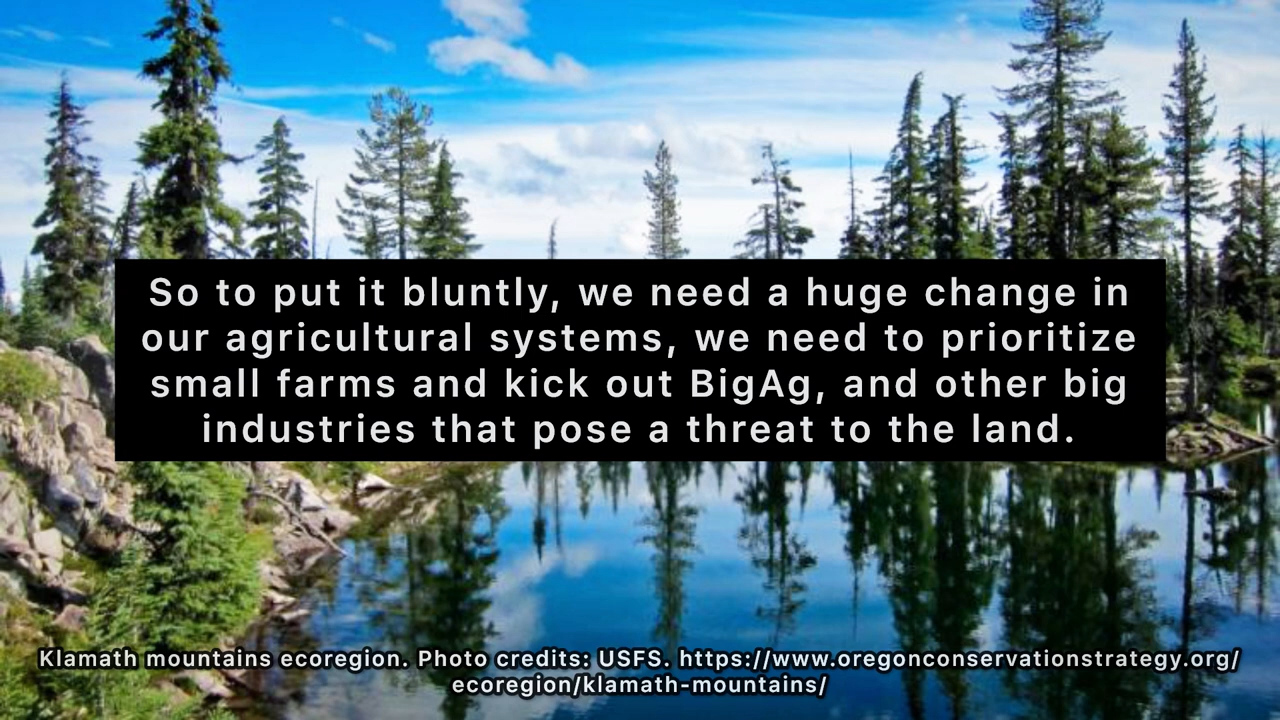 So to put it bluntly, we need a huge change in
our agricultural systems, we need to prioritize
small farms and kick out BigAg, and other big
industries that pose a threat to the land.
Klamath mountains ecoregion. Photo credits: USFS. https://www.oregonconservationstrategy.org/
ecoregion/klamath-mountains/